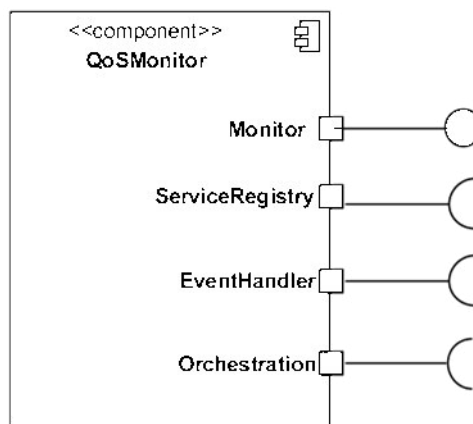 <<component>>
QoSMonitor
Monitor
ServiceRegistry
EventHandler
Orchestration